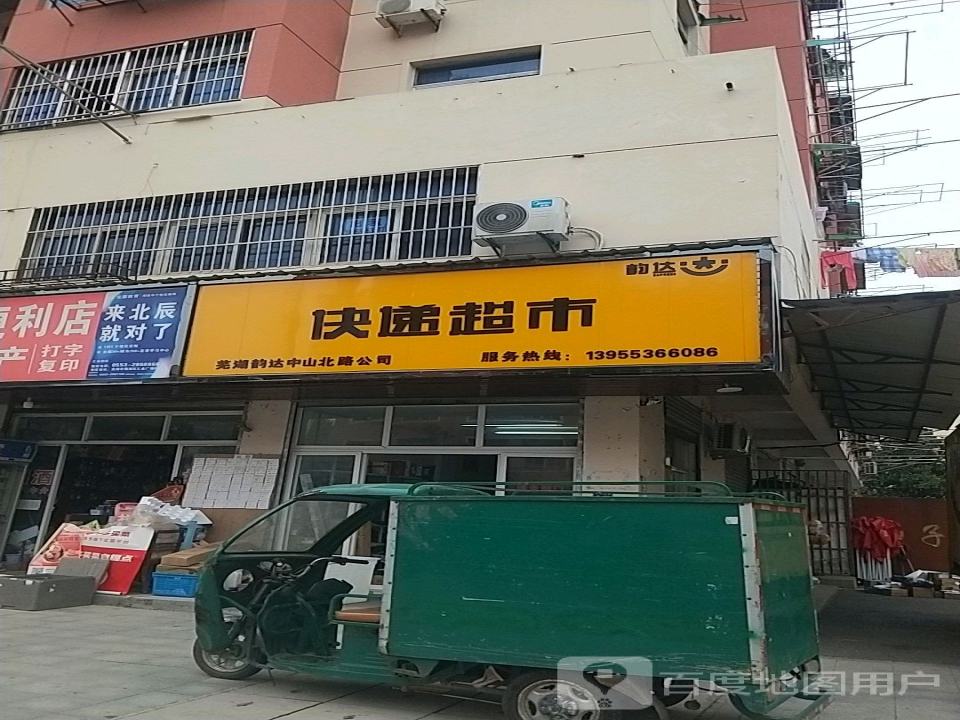 韵达
快递超市
芜湖韵达中山北路公司
服务热线：13955366086
便利店
打字
复印
来北辰
就对了
酒
子
百度地图用户